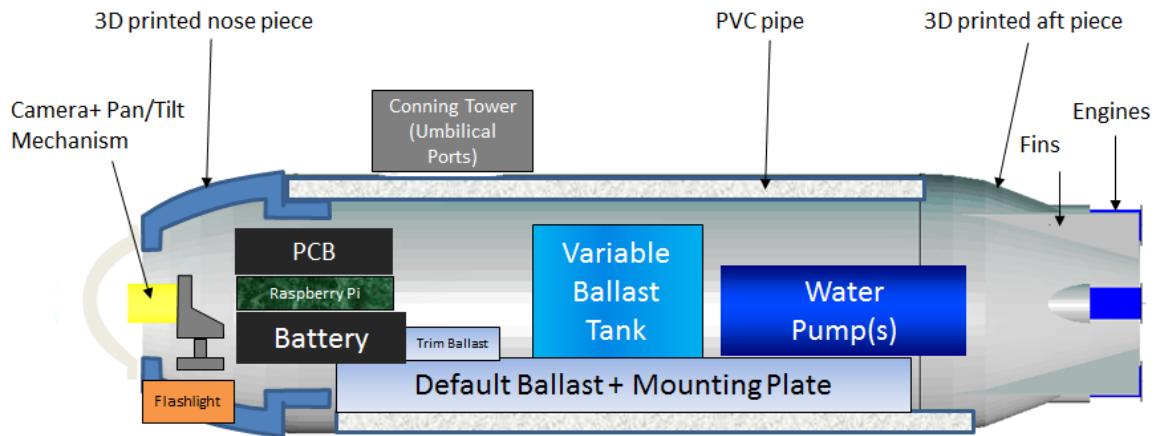 3D printed nose piece
PVC pipe
3D printed aft piece
Camera+ Pan/Tilt
Mechanism
Conning Tower
(Umbilical
Ports)
Engines
Fins
PCB
Raspberry Pi
Battery
Trim Ballast
Variable
Ballast
Tank
Water
Pump(s)
Default Ballast + Mounting Plate
Flashlight